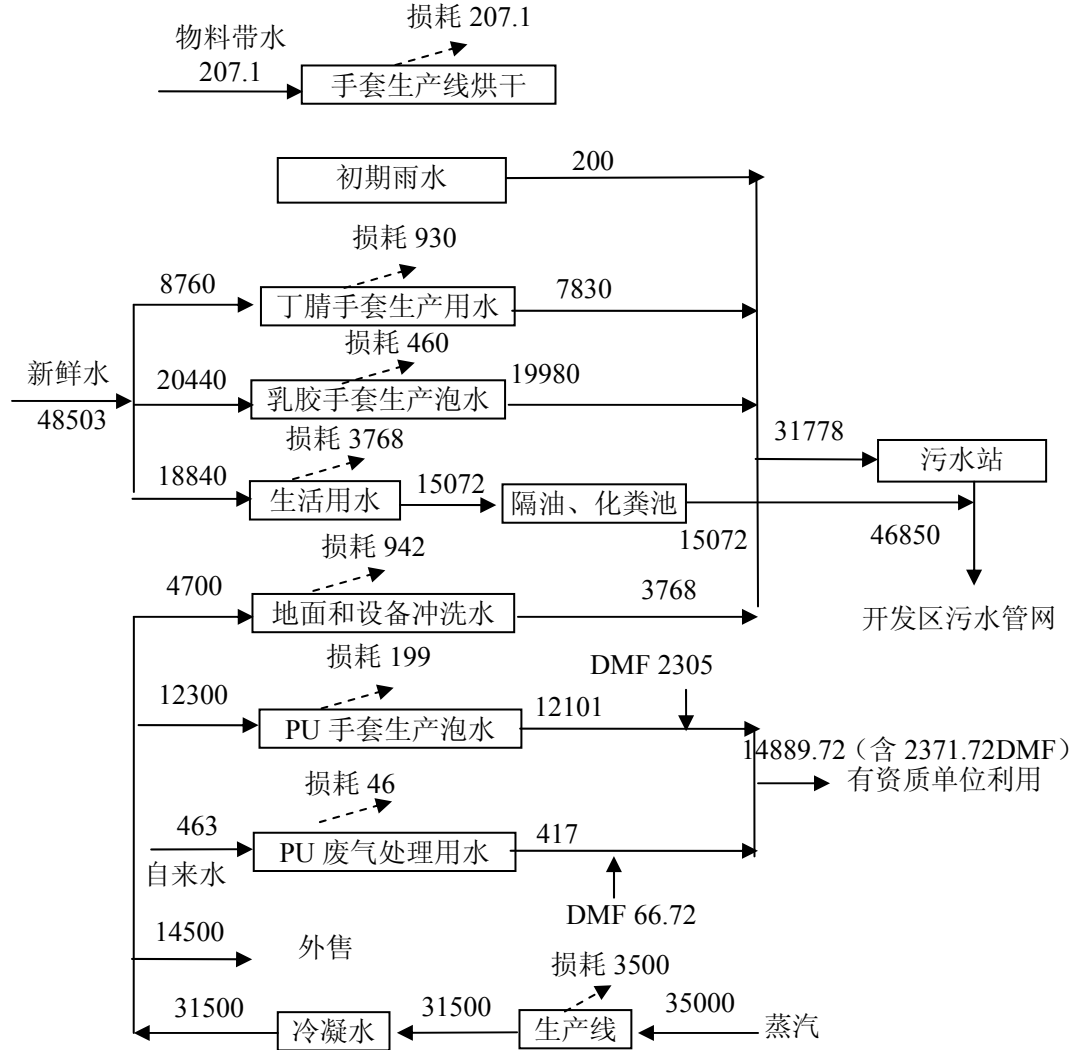 损耗 207.1
物料带水
207.1
手套生产线烘干
200
初期雨水
损耗 930
8760
7830
丁腈手套生产用水
损耗 460
新鲜水
20440
19980
乳胶手套生产泡水
48503
损耗 3768
31778
污水站
18840
15072
生活用水
隔油、化粪池
15072
46850
损耗 942
4700
3768
地面和设备冲洗水
开发区污水管网
损耗 199
DMF 2305
12300
12101
PU 手套生产泡水
14889.72（含 2371.72DMF）
有资质单位利用
损耗 46
463
417
PU 废气处理用水
自来水
DMF 66.72
14500
外售
损耗 3500
31500
31500
35000
冷凝水
生产线
蒸汽